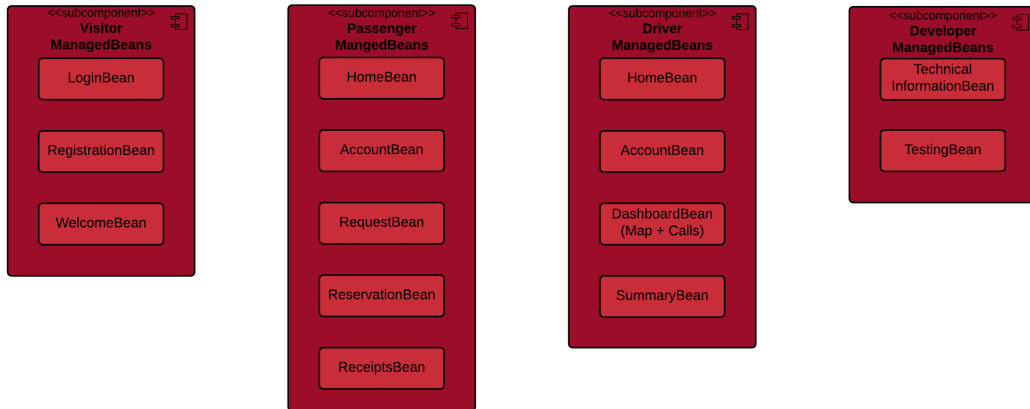 <<subcomponent>>
Visitor
ManagedBeans
LoginBean
RegistrationBean
WelcomeBean
<<subcomponent>>
Passenger
MangedBeans
HomeBean
AccountBean
RequestBean
ReservationBean
ReceiptsBean
<<subcomponent>>
Driver
ManagedBeans
HomeBean
AccountBean
DashboardBean
(Map + Calls)
SummaryBean
<<subcomponent>>
Developer
ManagedBeans
Technical
InformationBean
TestingBean